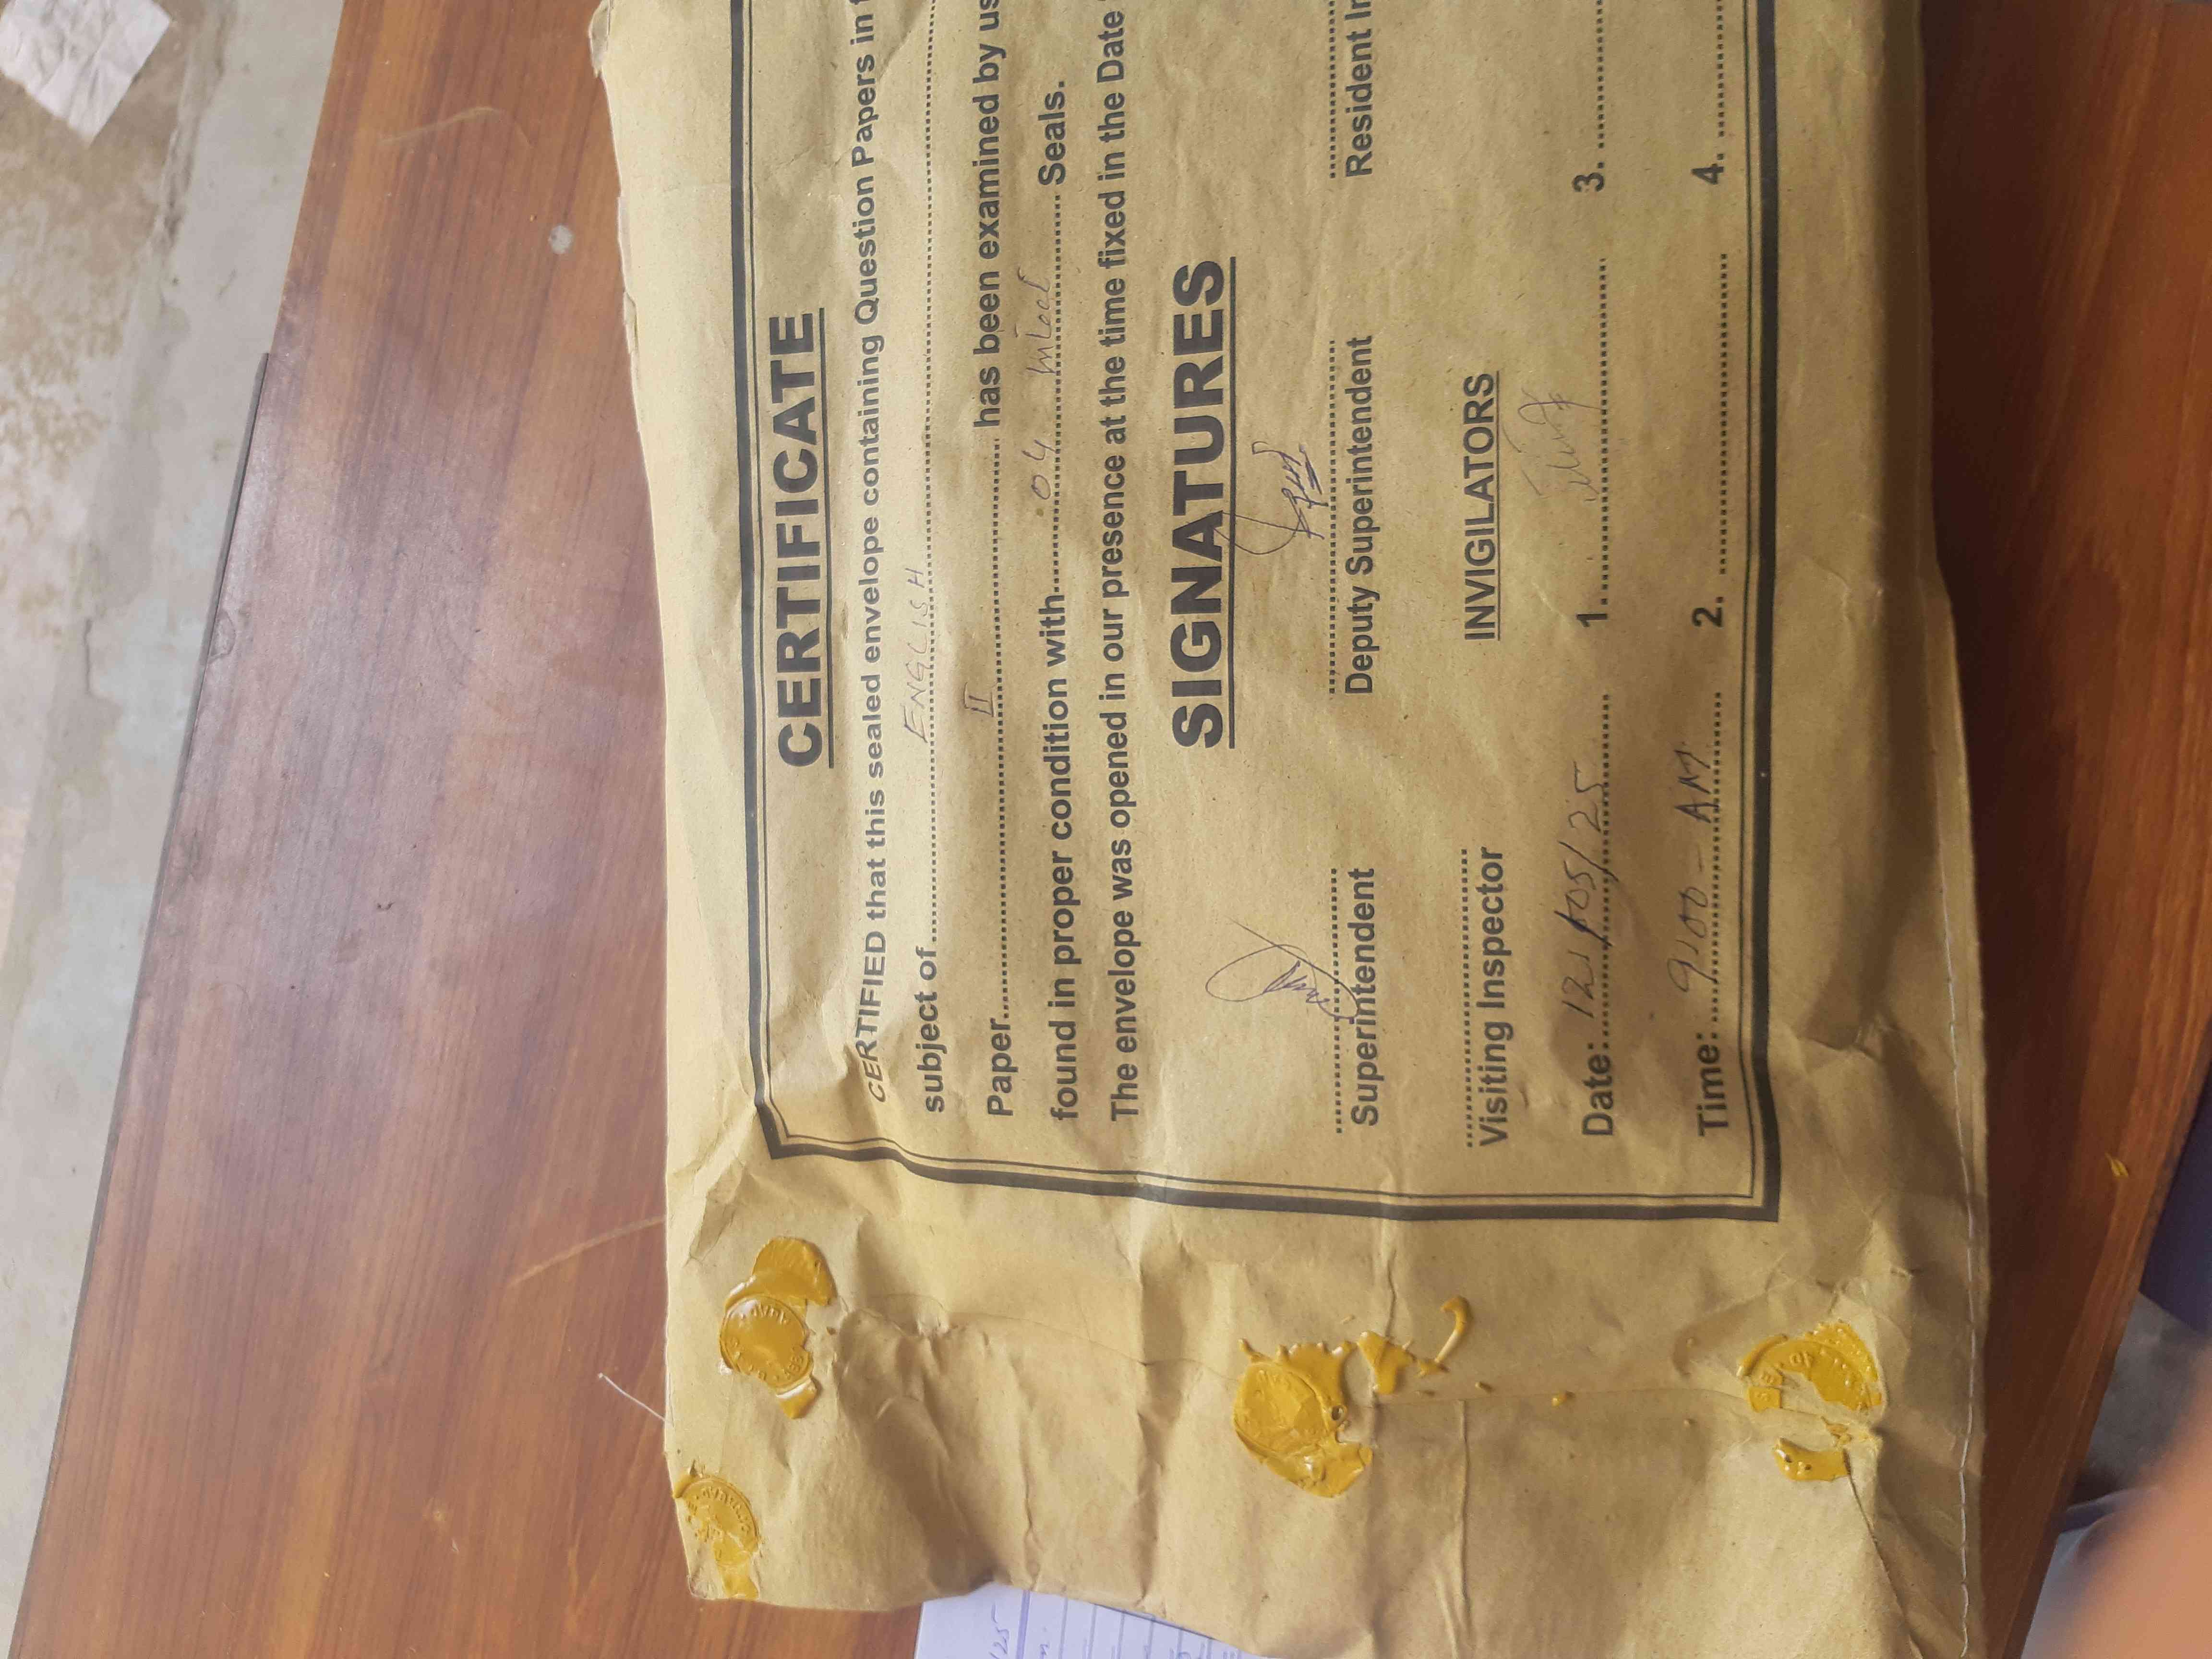 CERTIFICATE
CERTIFIED that this sealed envelope containing Question Papers in
subject of ENGLISH
Paper II has been examined by us
found in proper condition with 04 intact Seals.
The envelope was opened in our presence at the time fixed in the Date
SIGNATURES
Superintendent Deputy Superintendent Resident In
Visiting Inspector INVIGILATORS
Date: 12/05/25 1. 3.
Time: 9:00 - AM 2. 4.